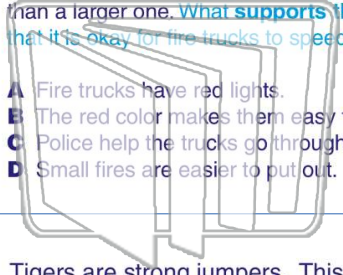 than a larger one. What supports t
that it is okay for fire trucks to speed
A Fire trucks have red lights.
B The red color makes them easy
C Police help the trucks go through
D Small fires are easier to put out.
Tigers are strong jumpers. This